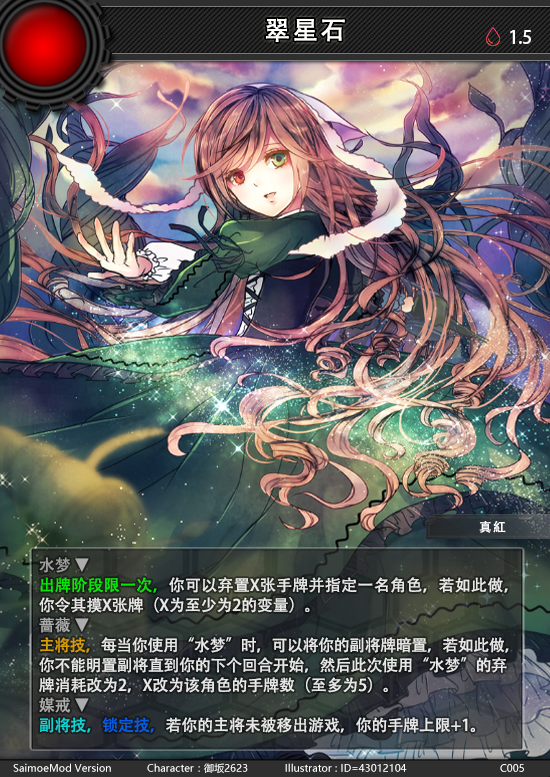 翠星石
1.5
真紅
水梦▼
出牌阶段限一次，你可以弃置X张手牌并指定一名角色，若如此做，
你令其摸X张牌（X为至少为2的变量）。
蔷薇▼
主将技，每当你使用“水梦”时，可以将你的副将牌暗置，若如此做，
你不能明置副将直到你的下个回合开始，然后此次使用“水梦”的弃
牌消耗改为2，X改为该角色的手牌数（至多为5）。
媒戒▼
副将技，锁定技，若你的主将未被移出游戏，你的手牌上限+1。
SaimoeMod Version Character : 御坂2623 Illustrator : ID=43012104 C005